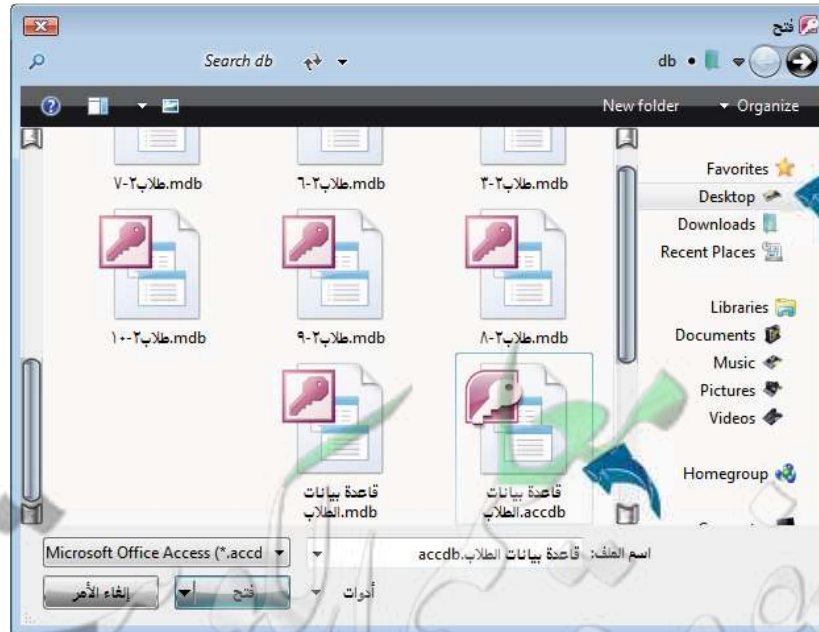 فتح
db
Search db
Organize
New folder
Favorites
Desktop
Downloads
Recent Places
Libraries
Documents
Music
Pictures
Videos
Homegroup
طلاب٢-٣.mdb
طلاب٢-٦.mdb
طلاب٢-٧.mdb
طلاب٢-٨.mdb
طلاب٢-٩.mdb
طلاب٢-١٠.mdb
قاعدة بيانات
الطلاب.accdb
قاعدة بيانات
الطلاب.mdb
اسم الملف: قاعدة بيانات الطلاب.accdb
Microsoft Office Access (*.accd
أدوات
فتح
إلغاء الأمر